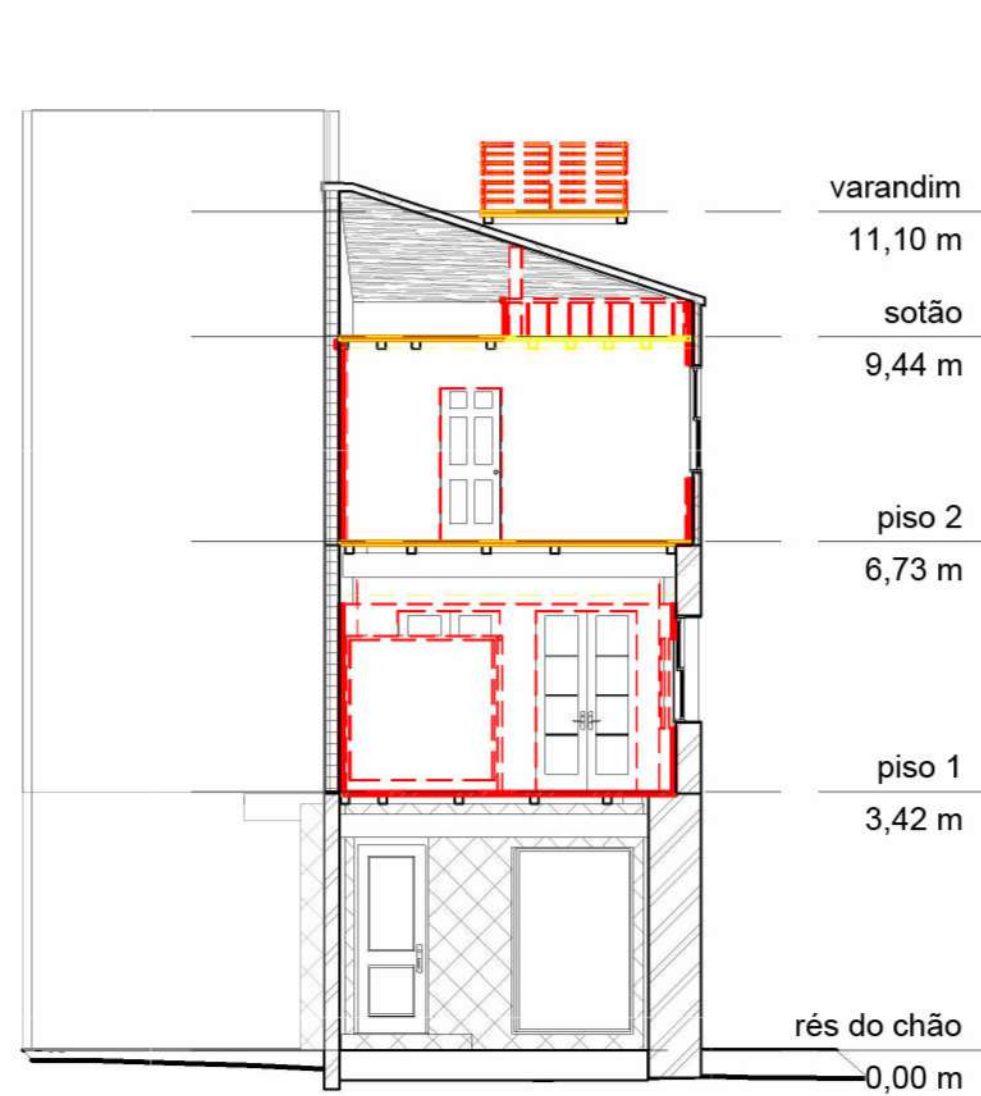 varandim
11,10 m
sotão
9,44 m
piso 2
6,73 m
piso 1
3,42 m
rés do chão
0,00 m